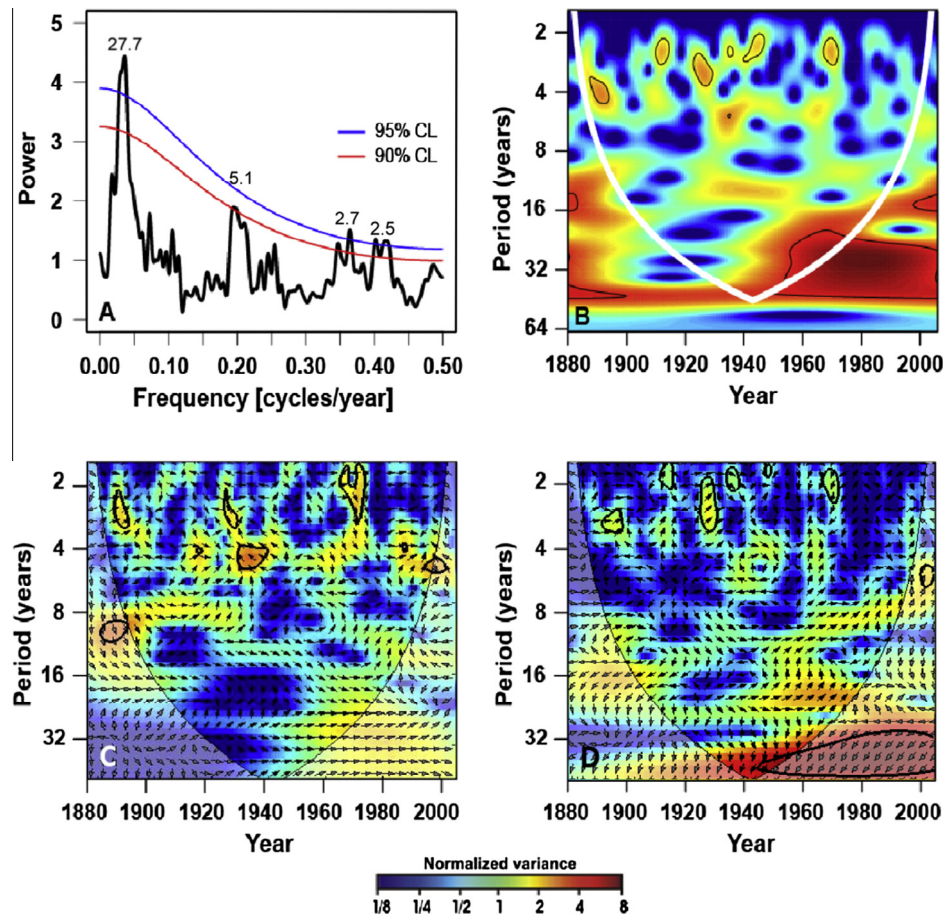 5
4
3
2
1
0
Power
27.7
5.1
2.7
2.5
95% CL
90% CL
A
0.00 0.10 0.20 0.30 0.40 0.50
Frequency [cycles/year]
2
4
8
16
32
64
Period (years)
B
1880 1900 1920 1940 1960 1980 2000
Year
2
4
8
16
32
Period (years)
C
1880 1900 1920 1940 1960 1980 2000
Year
2
4
8
16
32
Period (years)
D
1880 1900 1920 1940 1960 1980 2000
Year
Normalized variance
1/8 1/4 1/2 1 2 4 8